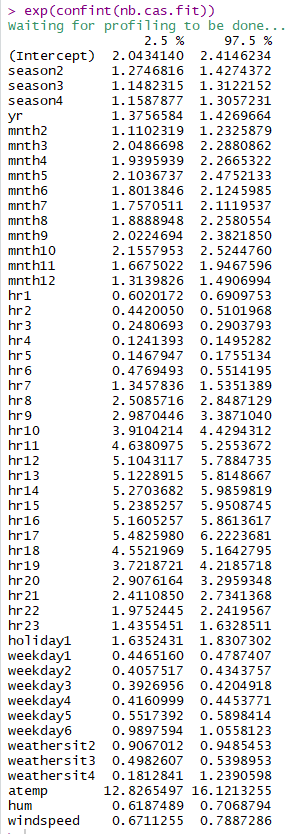 > exp(confint(nb.cas.fit))
Waiting for profiling to be done...
2.5 % 97.5 %
(Intercept) 2.0434140 2.4146234
season2 1.2746816 1.4274372
season3 1.1482315 1.3122152
season4 1.1587877 1.3057231
yr 1.3756584 1.4269664
mnth2 1.1102319 1.2325879
mnth3 2.0486698 2.2880862
mnth4 1.9395939 2.2665322
mnth5 2.1036737 2.4752133
mnth6 1.8013846 2.1245985
mnth7 1.7570511 2.1119537
mnth8 1.8888948 2.2580554
mnth9 2.0224694 2.3821850
mnth10 2.1557953 2.5244760
mnth11 1.6675022 1.9467596
mnth12 1.3139826 1.4906994
hr1 0.6020172 0.6909753
hr2 0.4420050 0.5101968
hr3 0.2480693 0.2903793
hr4 0.1241393 0.1495282
hr5 0.1467947 0.1755134
hr6 0.4769493 0.5514195
hr7 1.3457836 1.5351389
hr8 2.5085716 2.8487129
hr9 2.9870446 3.3871040
hr10 3.9104214 4.4294312
hr11 4.6380975 5.2553672
hr12 5.1043117 5.7884735
hr13 5.1228915 5.8148667
hr14 5.2703682 5.9859819
hr15 5.2385257 5.9508745
hr16 5.1605257 5.8613617
hr17 5.4825980 6.2223681
hr18 4.5521969 5.1642795
hr19 3.7218721 4.2185718
hr20 2.9076164 3.2959348
hr21 2.4110850 2.7341368
hr22 1.9752445 2.2419567
hr23 1.4355451 1.6328511
holiday1 1.6352431 1.8307302
weekday1 0.4465160 0.4787407
weekday2 0.4057517 0.4343757
weekday3 0.3926956 0.4204918
weekday4 0.4160999 0.4453771
weekday5 0.5517392 0.5898414
weekday6 0.9897594 1.0558123
weathersit2 0.9067012 0.9485453
weathersit3 0.4982607 0.5398953
weathersit4 0.1812841 1.2390598
atemp 12.8265497 16.1213255
hum 0.6187489 0.7068794
windspeed 0.6711255 0.7887286